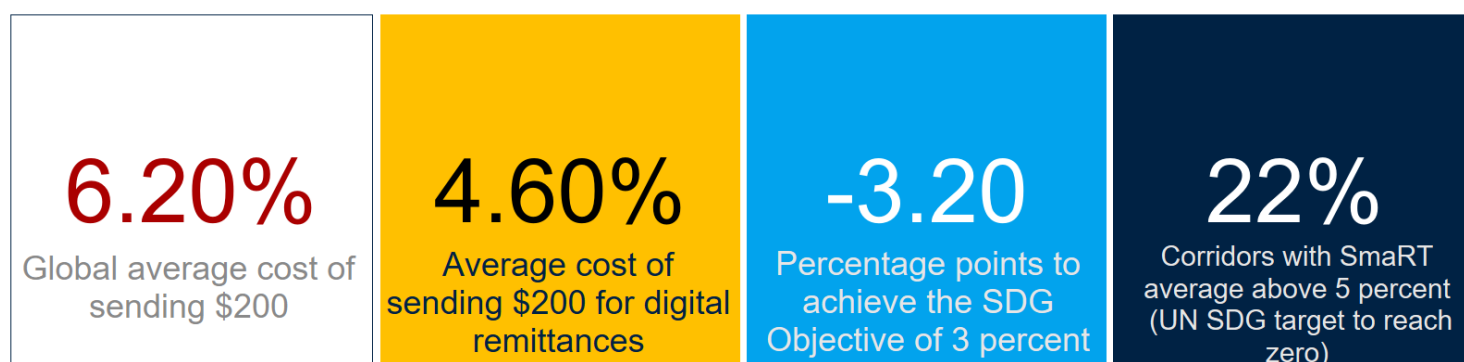 6.20%
Global average cost of
sending $200
4.60%
Average cost of
sending $200 for digital
remittances
-3.20
Percentage points to
achieve the SDG
Objective of 3 percent
22%
Corridors with SmaRT
average above 5 percent
(UN SDG target to reach
zero)